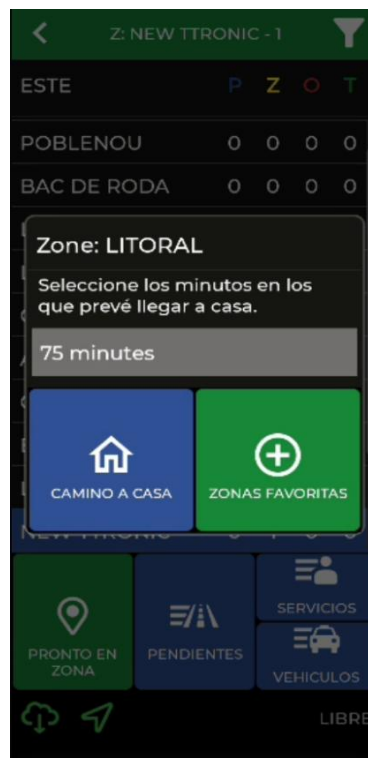 Z: NEW TTRONIC - 1
ESTE P Z O T
POBLENOU 0 0 0 0
BAC DE RODA 0 0 0 0
Zone: LITORAL
Seleccione los minutos en los
que prevé llegar a casa.
75 minutes
CAMINO A CASA
ZONAS FAVORITAS
NEW TTRONIC
SERVICIOS
PRONTO EN
ZONA
PENDIENTES
VEHICULOS
LIBRE